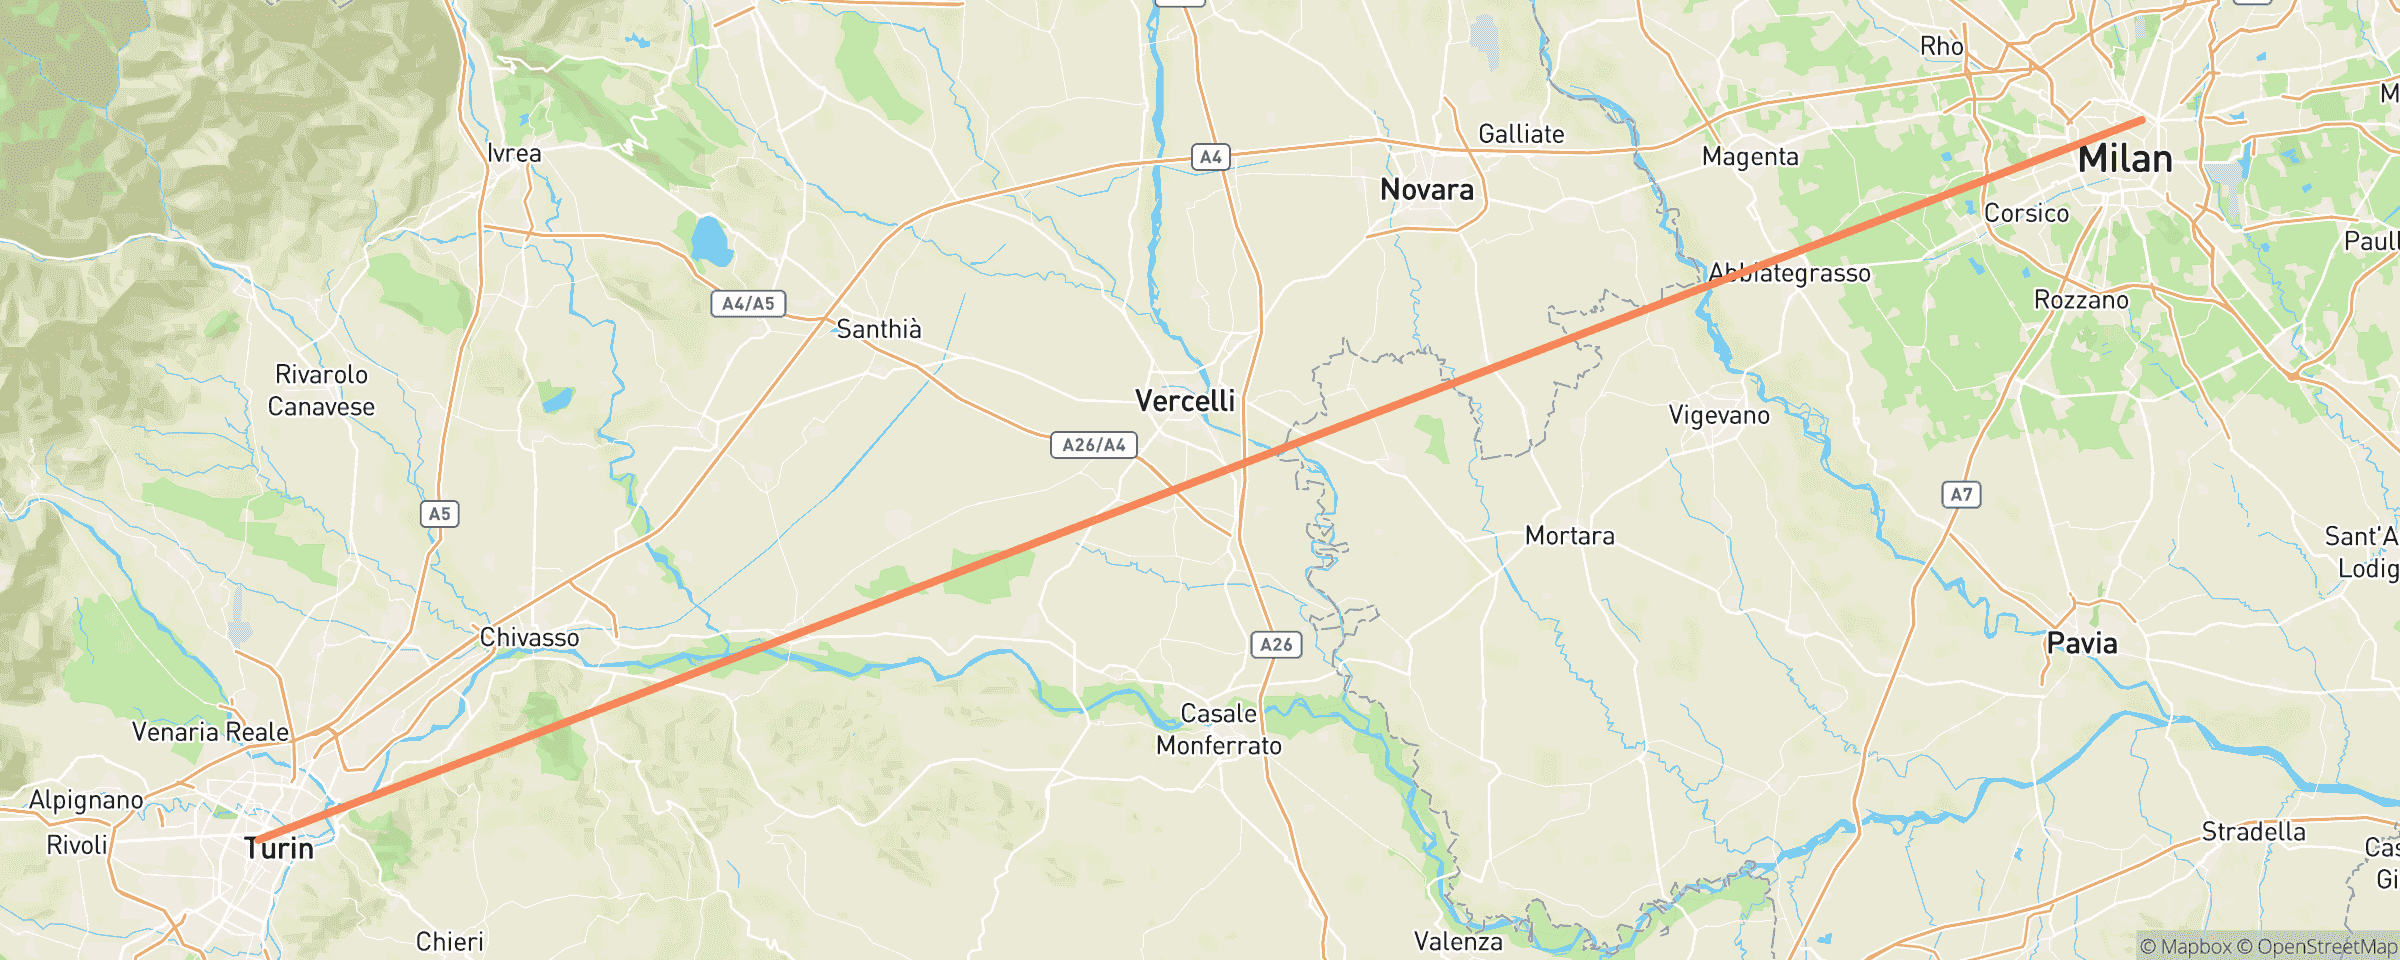 Rho
M
Galliate
Magenta
Milan
Ivrea
A4
Novara
Corsico
Paull
Abbiategrasso
A4/A5
Santhià
Rozzano
Rivarolo
Canavese
Vercelli
Vigevano
A26/A4
A5
A7
Mortara
Sant'A
Lodig
Chivasso
A26
Pavia
Casale
Monferrato
Venaria Reale
Alpignano
Rivoli
Turin
Stradella
Cas
Gi
Chieri
Valenza
© Mapbox © OpenStreetMap